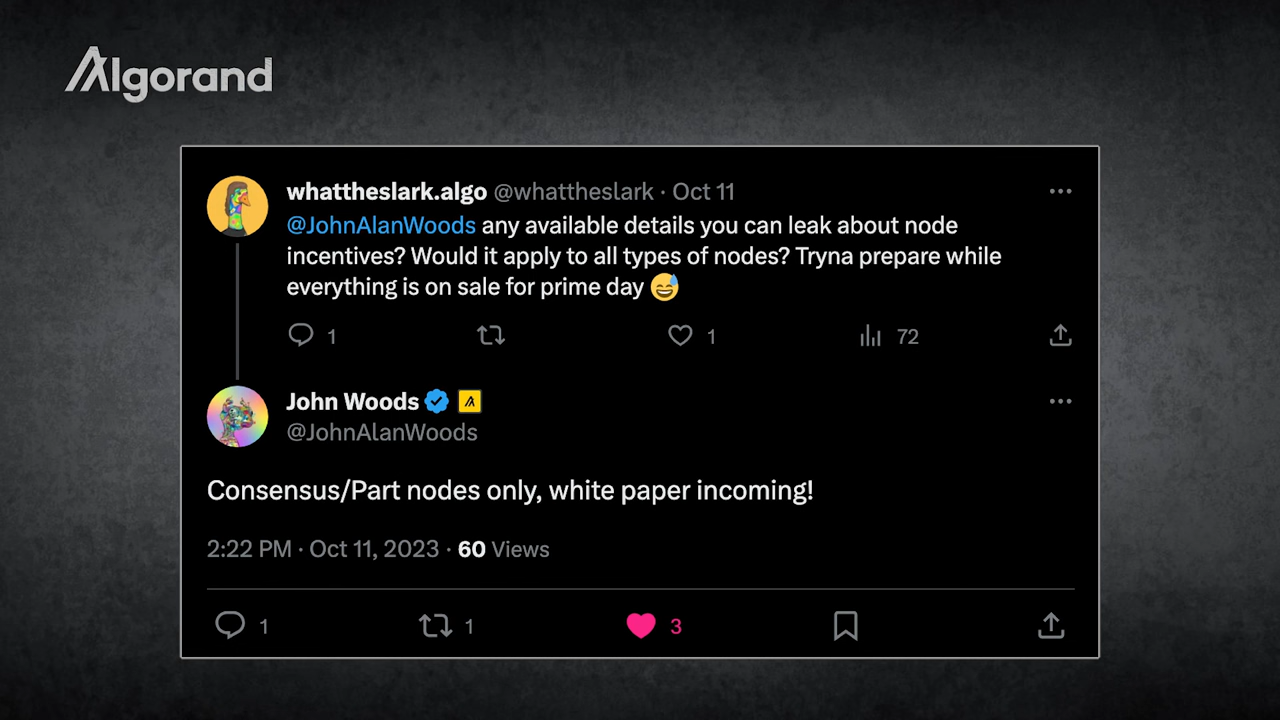 Algorand
whattheslark.algo @whattheslark · Oct 11
@JohnAlanWoods any available details you can leak about node
incentives? Would it apply to all types of nodes? Tryna prepare while
everything is on sale for prime day 😅
1 1 72
John Woods
@JohnAlanWoods
Consensus/Part nodes only, white paper incoming!
2:22 PM · Oct 11, 2023 · 60 Views
1 1 3